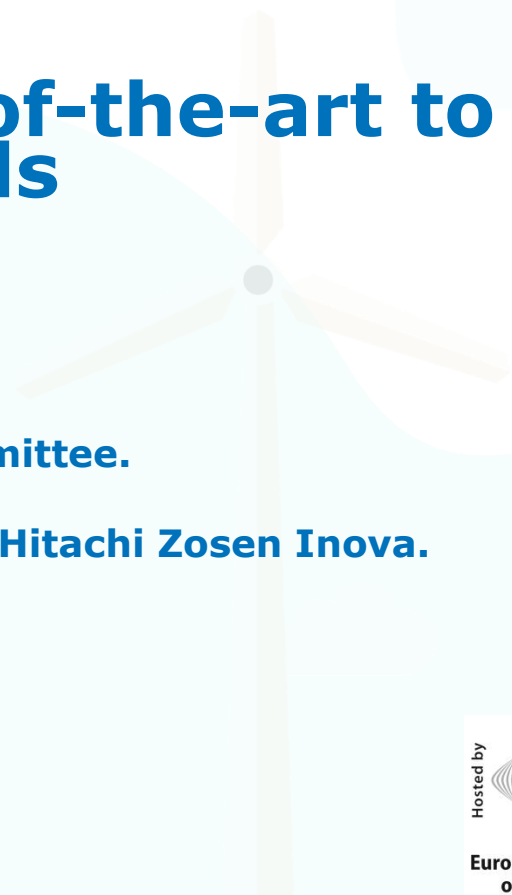 of-the-art to
ls
mittee.
Hitachi Zosen Inova.
Hosted by
Euro
o